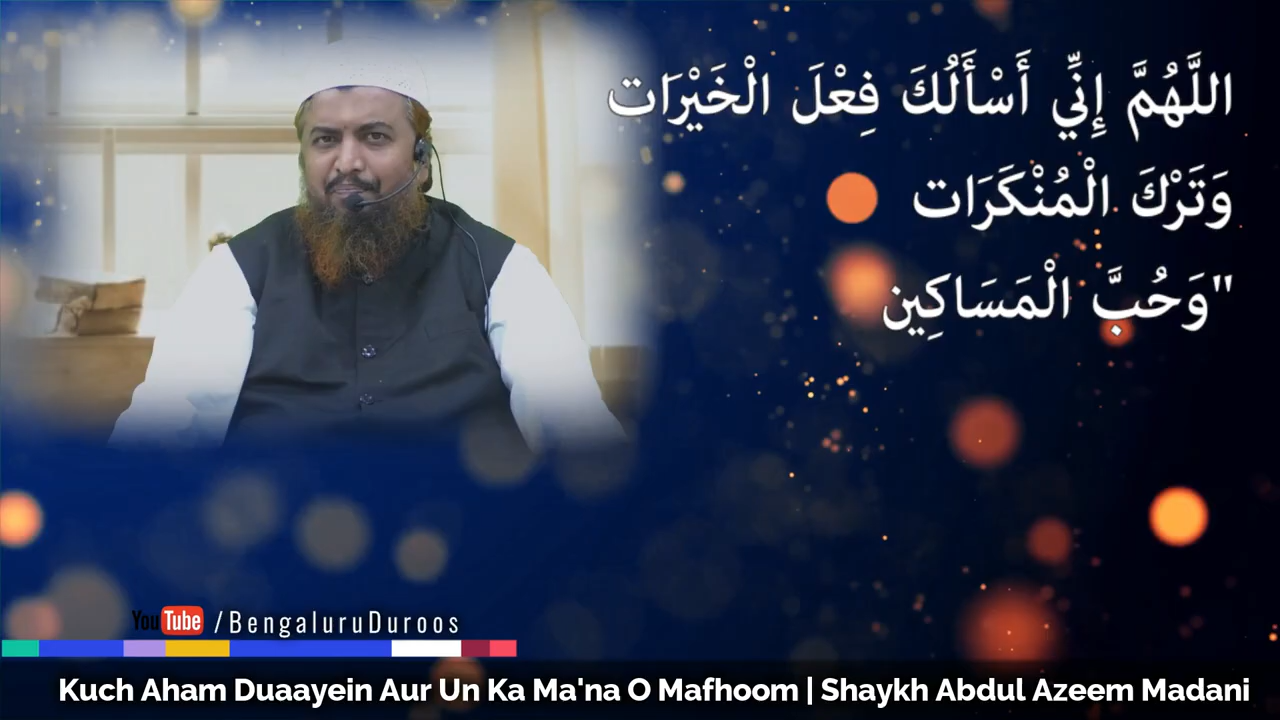 اللَّهُمَّ إِنِّي أَسْأَلُكَ فِعْلَ الْخَيْرَات
وَتَرْكَ الْمُنْكَرَات
"وَحُبَّ الْمَسَاكِين
YouTube /BengaluruDuroos
Kuch Aham Duaayein Aur Un Ka Ma'na O Mafhoom | Shaykh Abdul Azeem Madani